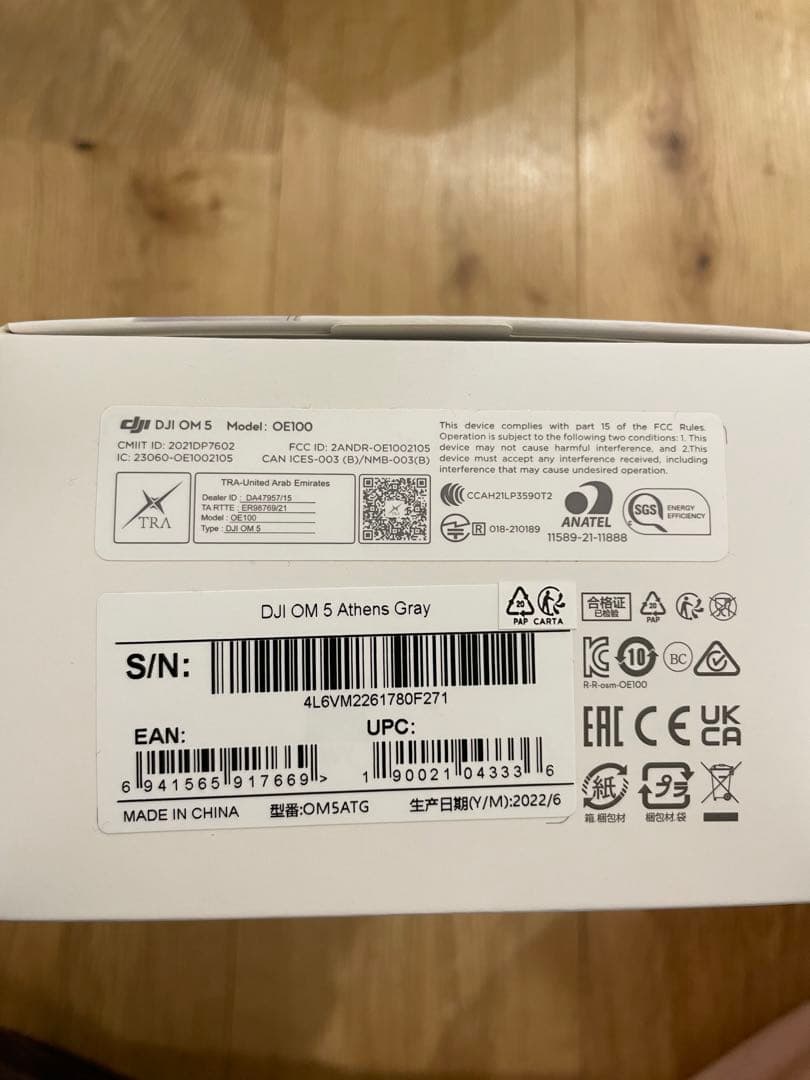 dji DJI OM 5 Model: OE100
CMIIT ID: 2021DP7602 FCC ID: 2ANDR-OE1002105
IC: 23060-OE1002105 CAN ICES-003 (B)/NMB-003(B)
TRA
TRA-United Arab Emirates
Dealer ID : DA47957/15
TA RTTE : ER98769/21
Model : OE100
Type : DJI OM 5
This device complies with part 15 of the FCC Rules.
Operation is subject to the following two conditions: 1. This
device may not cause harmful interference, and 2.This
device must accept any interference received, including
interference that may cause undesired operation.
CCAH21LP3590T2
R 018-210189
ANATEL
11589-21-11888
SGS ENERGY
EFFICIENCY
DJI OM 5 Athens Gray
20
PAP CARTA
S/N:
4L6VM2261780F271
EAN:
6 941565 917669 >
UPC:
1 90021 04333 6
MADE IN CHINA 型番:OM5ATG 生产日期(Y/M):2022/6
合格证
已检验
20
PAP
10 BC
R-R-osm-OE100
EAC CE UK
CA
紙 プラ
箱.梱包材 梱包材.袋